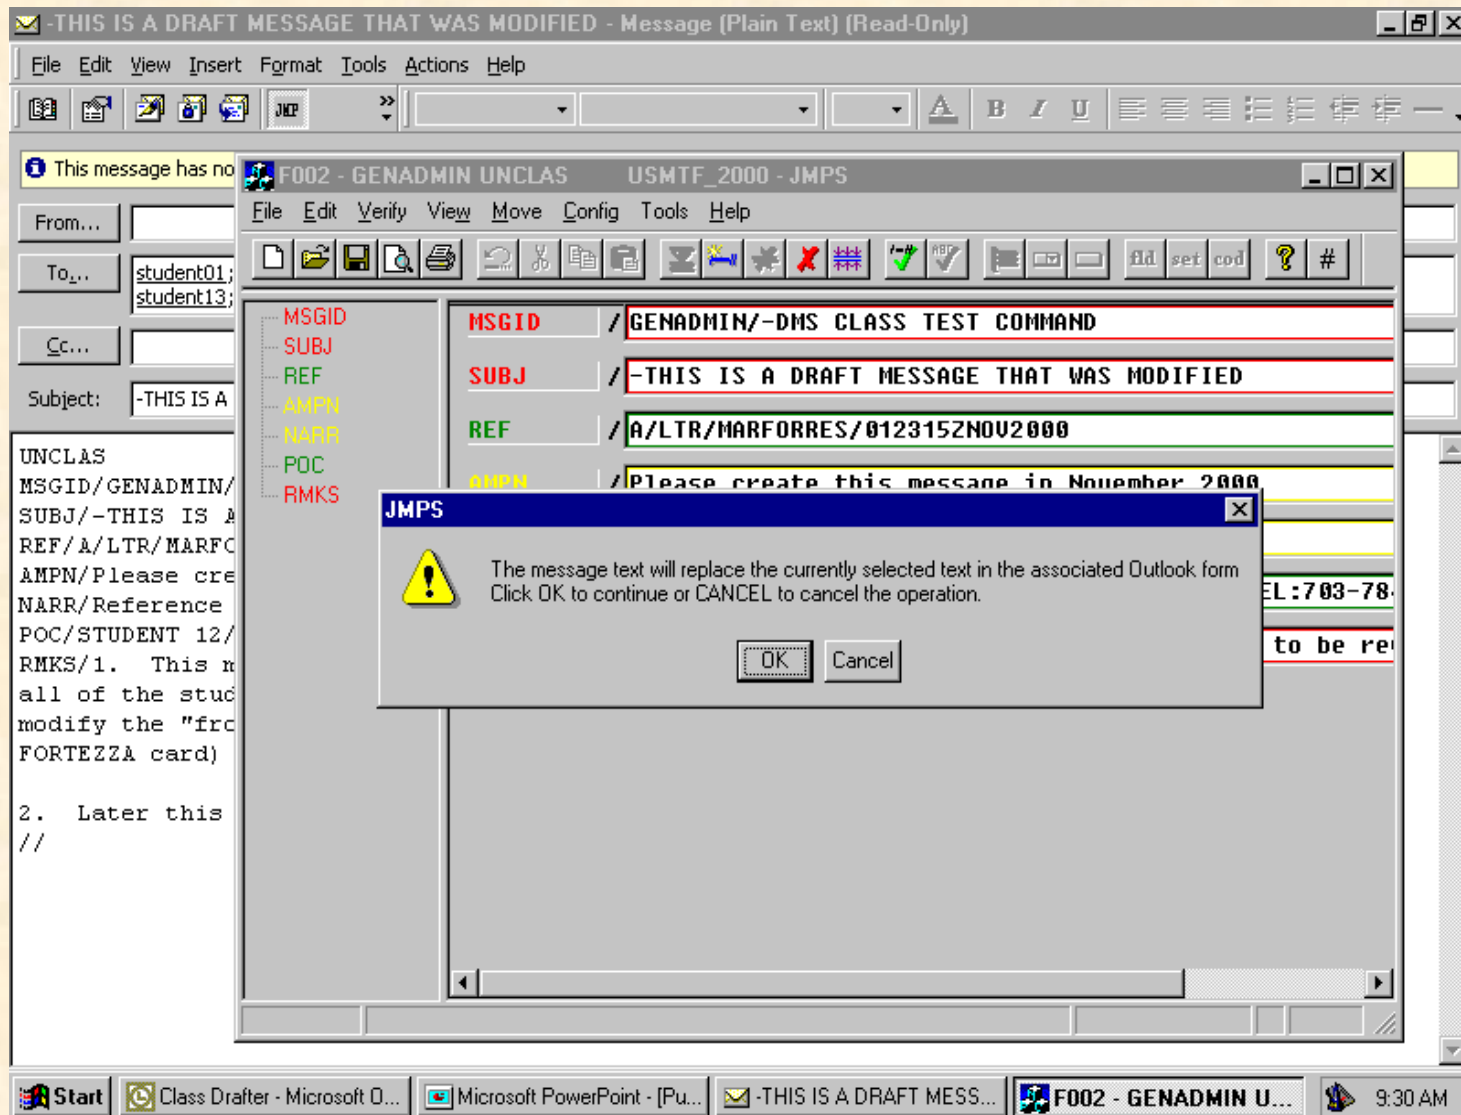 -THIS IS A DRAFT MESSAGE THAT WAS MODIFIED - Message (Plain Text) (Read-Only)
File Edit View Insert Format Tools Actions Help
JMP
A B I U
This message has no
From...
To... student01;
student13;
Cc...
Subject: -THIS IS A
UNCLAS
MSGID/GENADMIN/
SUBJ/-THIS IS A
REF/A/LTR/MARFO
AMPN/Please cre
NARR/Reference
POC/STUDENT 12/
RMKS/1. This m
all of the stud
modify the "fro
FORTEZZA card)
2. Later this
//
F002 - GENADMIN UNCLAS USMTF_2000 - JMPS
File Edit Verify View Move Config Tools Help
fld set cod ? #
MSGID
SUBJ
REF
AMPN
NARR
POC
RMKS
MSGID / GENADMIN/-DMS CLASS TEST COMMAND
SUBJ / -THIS IS A DRAFT MESSAGE THAT WAS MODIFIED
REF / A/LTR/MARFORRES/012315ZNOV2000
AMPN / Please create this message in November 2000
EL:703-78
to be re
JMPS
The message text will replace the currently selected text in the associated Outlook form
Click OK to continue or CANCEL to cancel the operation.
OK Cancel
Start Class Drafter - Microsoft O... Microsoft PowerPoint - [Pu... -THIS IS A DRAFT MESS... F002 - GENADMIN U... 9:30 AM